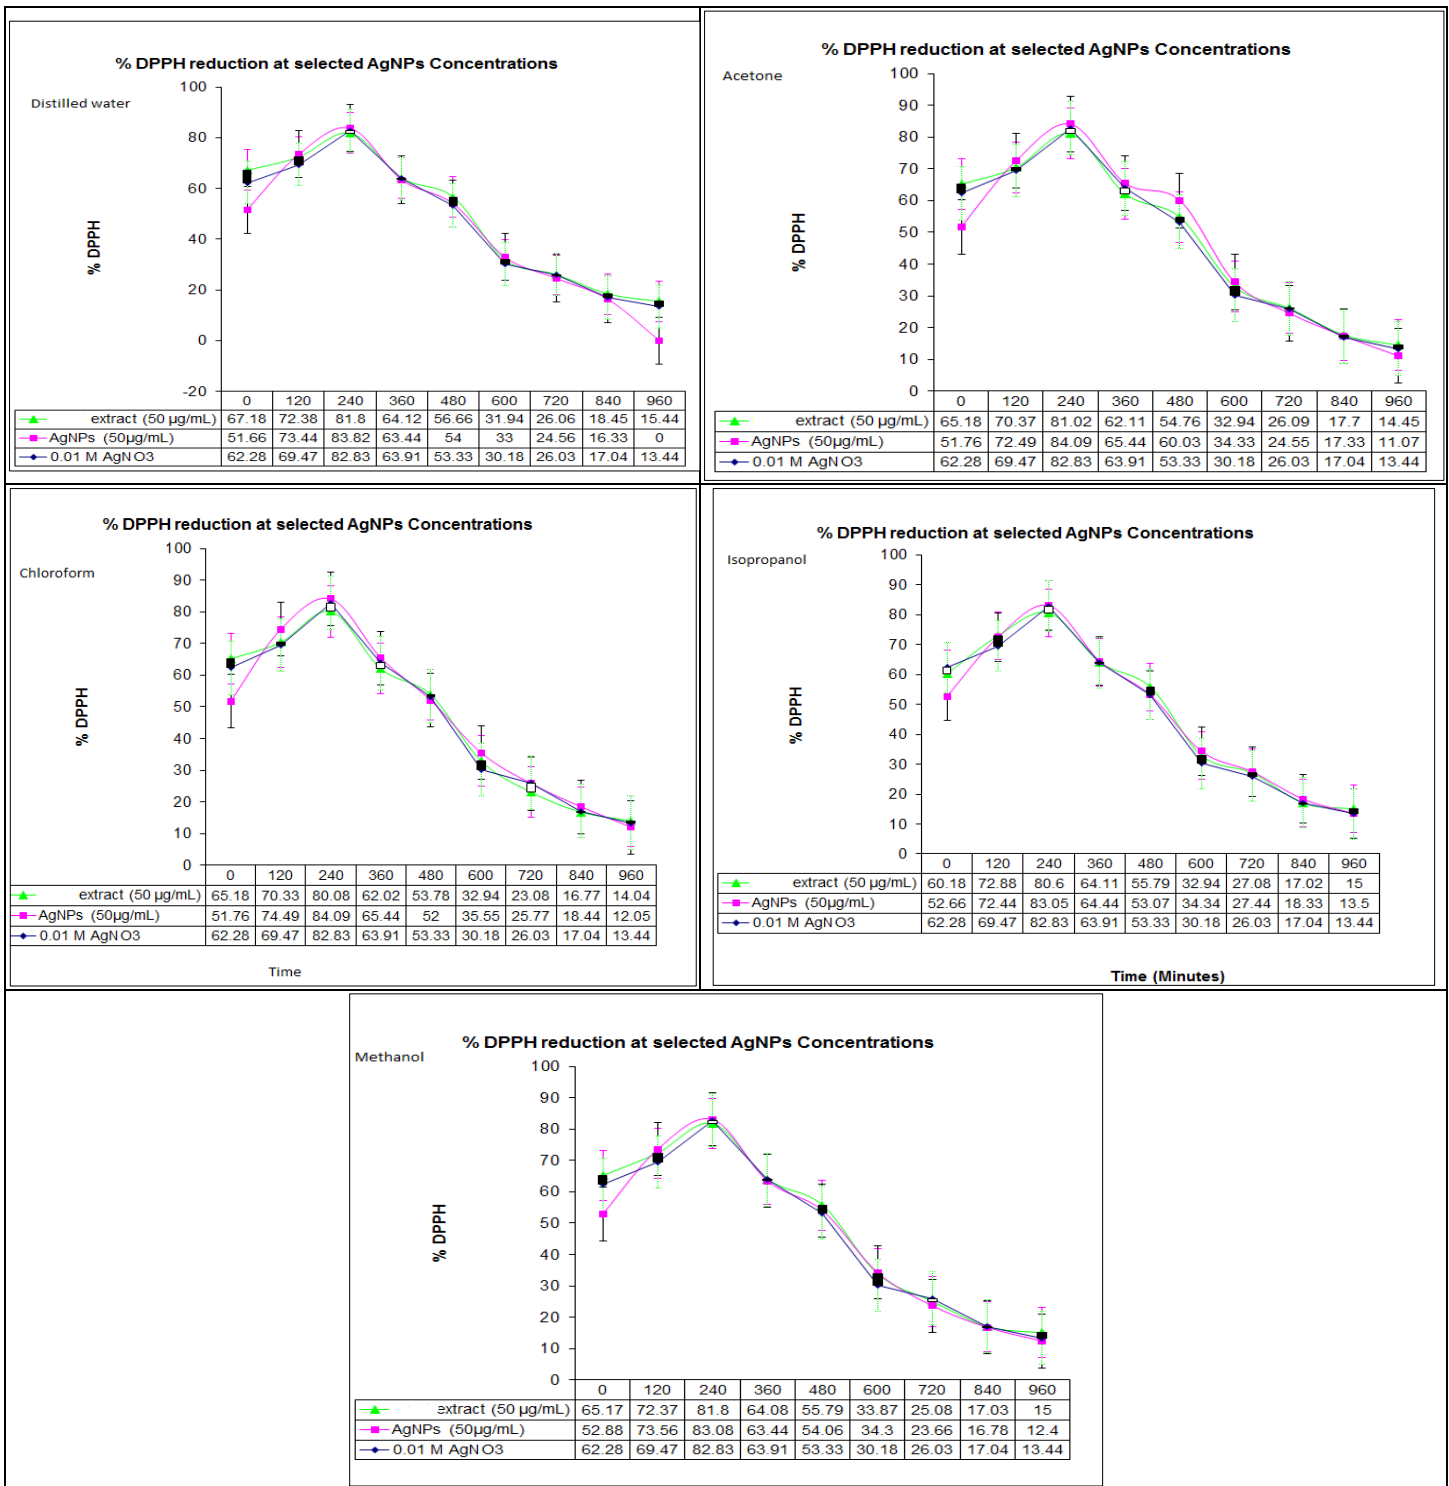 % DPPH reduction at selected AgNPs Concentrations
Distilled water
% DPPH
100
80
60
40
20
0
-20
0 120 240 360 480 600 720 840 960
extract (50 µg/mL) 67.18 72.38 81.8 64.12 56.66 31.94 26.06 18.45 15.44
AgNPs (50µg/mL) 51.66 73.44 83.82 63.44 54 33 24.56 16.33 0
0.01 M AgNO3 62.28 69.47 82.83 63.91 53.33 30.18 26.03 17.04 13.44
% DPPH reduction at selected AgNPs Concentrations
Acetone
% DPPH
100
90
80
70
60
50
40
30
20
10
0
0 120 240 360 480 600 720 840 960
extract (50 µg/mL) 65.18 70.37 81.02 62.11 54.76 32.94 26.09 17.7 14.45
AgNPs (50µg/mL) 51.76 72.49 84.09 65.44 60.03 34.33 24.55 17.33 11.07
0.01 M AgNO3 62.28 69.47 82.83 63.91 53.33 30.18 26.03 17.04 13.44
% DPPH reduction at selected AgNPs Concentrations
Chloroform
% DPPH
100
90
80
70
60
50
40
30
20
10
0
0 120 240 360 480 600 720 840 960
extract (50 µg/mL) 65.18 70.33 80.08 62.02 53.78 32.94 23.08 16.77 14.04
AgNPs (50µg/mL) 51.76 74.49 84.09 65.44 52 35.55 25.77 18.44 12.05
0.01 M AgNO3 62.28 69.47 82.83 63.91 53.33 30.18 26.03 17.04 13.44
Time
% DPPH reduction at selected AgNPs Concentrations
Isopropanol
% DPPH
100
90
80
70
60
50
40
30
20
10
0
0 120 240 360 480 600 720 840 960
extract (50 µg/mL) 60.18 72.88 80.6 64.11 55.79 32.94 27.08 17.02 15
AgNPs (50µg/mL) 52.66 72.44 83.05 64.44 53.07 34.34 27.44 18.33 13.5
0.01 M AgNO3 62.28 69.47 82.83 63.91 53.33 30.18 26.03 17.04 13.44
Time (Minutes)
% DPPH reduction at selected AgNPs Concentrations
Methanol
% DPPH
100
90
80
70
60
50
40
30
20
10
0
0 120 240 360 480 600 720 840 960
extract (50 µg/mL) 65.17 72.37 81.8 64.08 55.79 33.87 25.08 17.03 15
AgNPs (50µg/mL) 52.88 73.56 83.08 63.44 54.06 34.3 23.66 16.78 12.4
0.01 M AgNO3 62.28 69.47 82.83 63.91 53.33 30.18 26.03 17.04 13.44